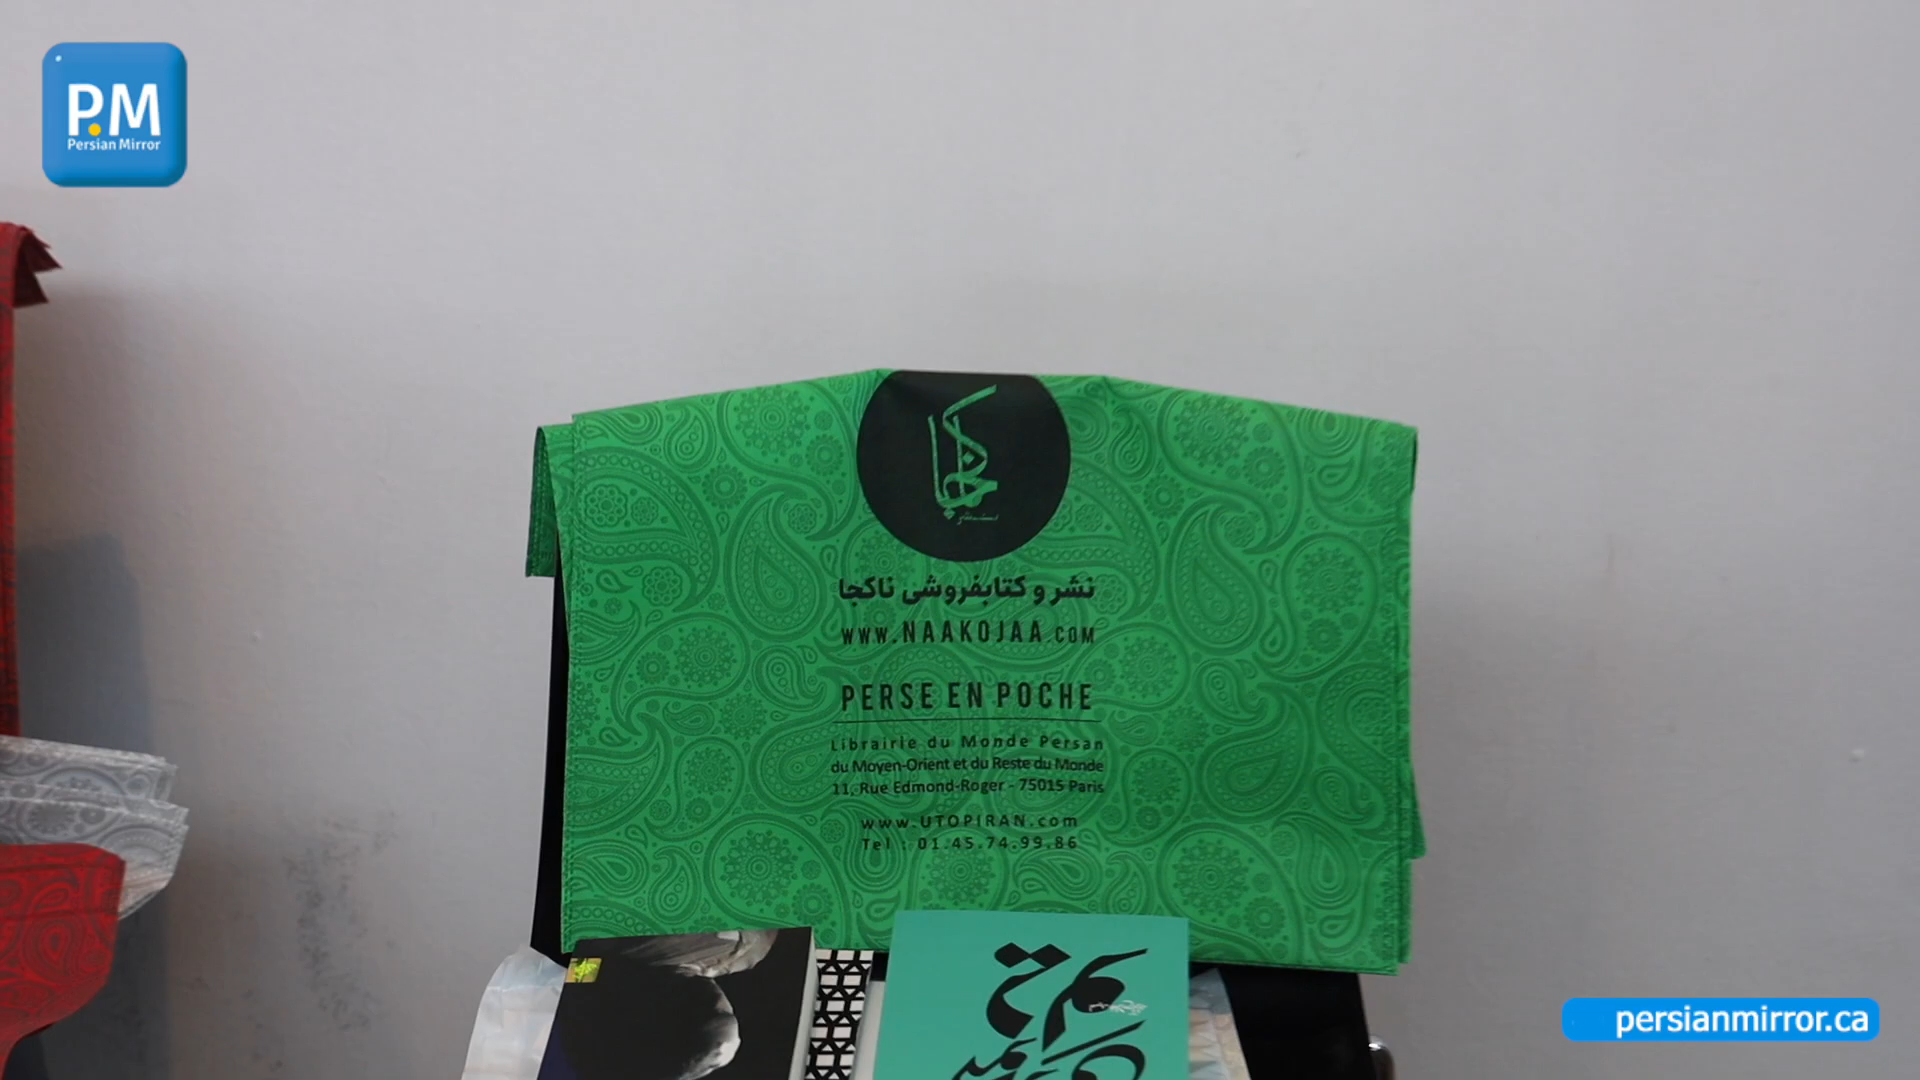 P.M
Persian Mirror
ناکجا
نشر و کتابفروشی ناکجا
www.NAAKOJAA.COM
PERSE EN POCHE
Librairie du Monde Persan
du Moyen-Orient et du Reste du Monde
11, Rue Edmond-Roger - 75015 Paris
www.UTOPIRAN.com
Tel : 01.45.74.99.86
persianmirror.ca